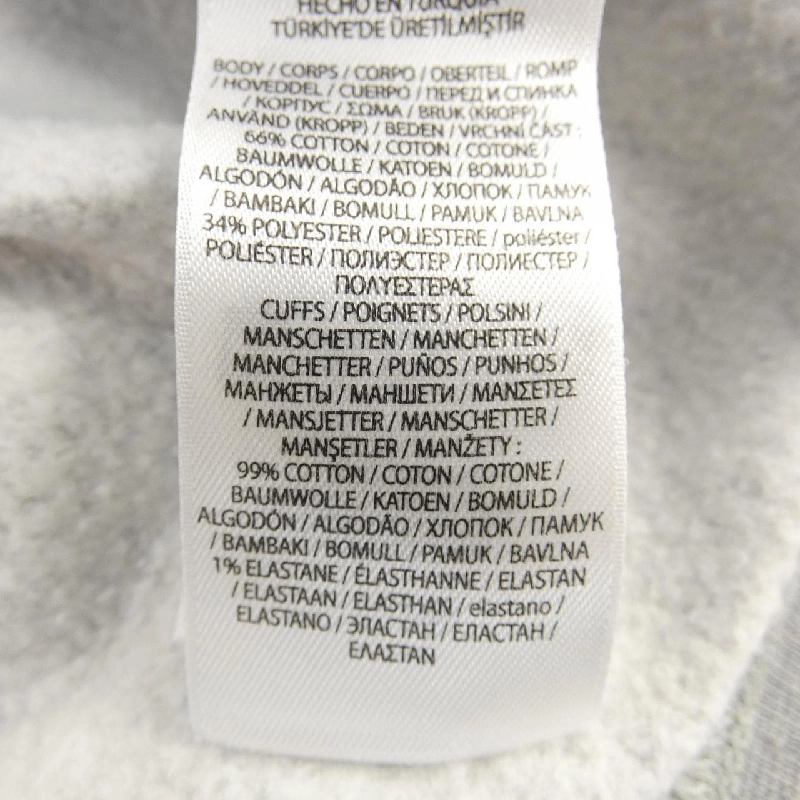 HECHO EN TURQUIA
TÜRKİYE'DE ÜRETİLMİŞTİR
BODY / CORPS / CORPO / OBERTEIL / ROMP
/ HOVEDDEL / CUERPO / ПЕРЕД И СПИНКА
/ КОРПУС / ΣΩΜΑ / BRUK (KROPP) /
ANVÄND (KROPP) / BEDEN / VRCHNÍ ČÁST :
66% COTTON / COTON / COTONE /
BAUMWOLLE / KATOEN / BOMULD /
ALGODÓN / ALGODÃO / ХЛОПОК / ПАМУК
/ ΒΑΜΒΑΚΙ / BOMULL / PAMUK / BAVLNA
34% POLYESTER / POLIESTERE / poliéster /
POLIÉSTER / ПОЛИЭСТЕР / ПОЛИЕСТЕР /
ΠΟΛΥΕΣΤΕΡΑΣ
CUFFS / POIGNETS / POLSINI /
MANSCHETTEN / MANCHETTEN /
MANCHETTER / PUÑOS / PUNHOS /
МАНЖЕТЫ / МАНШЕТИ / ΜΑΝΣΕΤΕΣ
/ MANSJETTER / MANSCHETTER /
MANŞETLER / MANŽETY :
99% COTTON / COTON / COTONE /
BAUMWOLLE / KATOEN / BOMULD /
ALGODÓN / ALGODÃO / ХЛОПОК / ПАМУК
/ ΒΑΜΒΑΚΙ / BOMULL / PAMUK / BAVLNA
1% ELASTANE / ÉLASTHANNE / ELASTAN
/ ELASTAAN / ELASTHAN / elastano /
ELASTANO / ЭЛАСТАН / ЕЛАСТАН /
ΕΛΑΣΤΑΝ